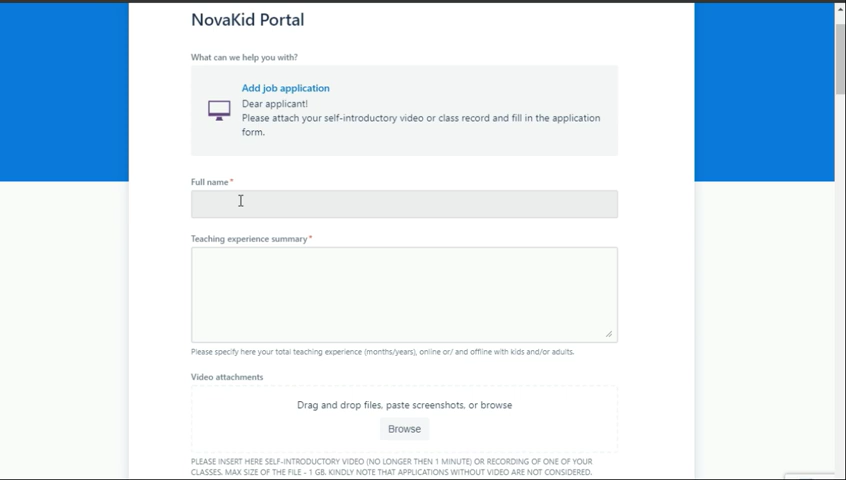 NovaKid Portal
What can we help you with?
Add job application
Dear applicant!
Please attach your self-introductory video or class record and fill in the application
form.
Full name*
Teaching experience summary*
Please specify here your total teaching experience (months/years), online or/ and offline with kids and/or adults.
Video attachments
Drag and drop files, paste screenshots, or browse
Browse
PLEASE INSERT HERE SELF-INTRODUCTORY VIDEO (NO LONGER THEN 1 MINUTE) OR RECORDING OF ONE OF YOUR
CLASSES. MAX SIZE OF THE FILE - 1 GB. KINDLY NOTE THAT APPLICATIONS WITHOUT VIDEO ARE NOT CONSIDERED.